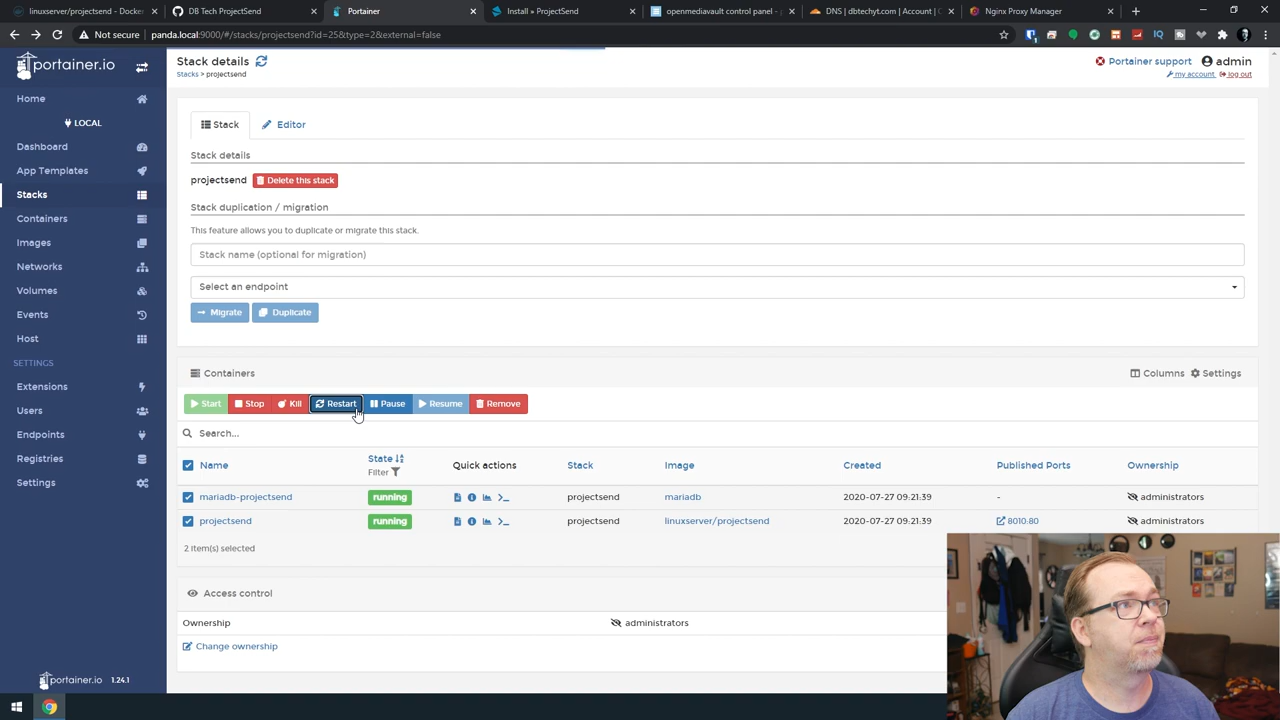 linuxserver/projectsend - Docke
DB Tech ProjectSend
Portainer
Install » ProjectSend
openmediavault control panel - p
DNS | dbtechyt.com | Account | C
Nginx Proxy Manager
Not secure | panda.local:9000/#/stacks/projectsend?id=25&type=2&external=false
portainer.io
Stack details
Portainer support
admin
Stacks > projectsend
my account
log out
Home
LOCAL
Dashboard
App Templates
Stacks
Containers
Images
Networks
Volumes
Events
Host
SETTINGS
Extensions
Users
Endpoints
Registries
Settings
portainer.io 1.24.1
Stack
Editor
Stack details
projectsend
Delete this stack
Stack duplication / migration
This feature allows you to duplicate or migrate this stack.
Stack name (optional for migration)
Select an endpoint
Migrate
Duplicate
Containers
Columns
Settings
Start
Stop
Kill
Restart
Pause
Resume
Remove
Search...
Name
State
Filter
Quick actions
Stack
Image
Created
Published Ports
Ownership
mariadb-projectsend running projectsend mariadb 2020-07-27 09:21:39 - administrators
projectsend running projectsend linuxserver/projectsend 2020-07-27 09:21:39 8010:80 administrators
2 item(s) selected
Access control
Ownership
administrators
Change ownership